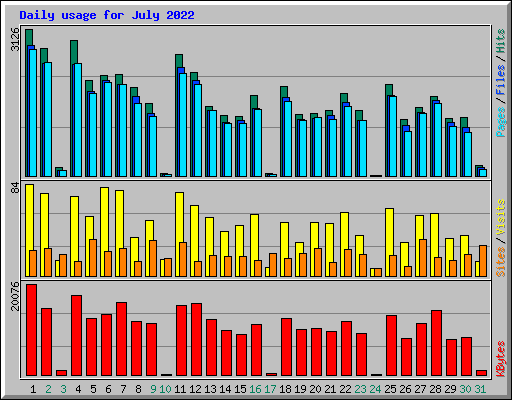 Daily usage for July 2022
3126
Pages / Files / Hits
84
Sites / Visits
20076
KBytes
1 2 3 4 5 6 7 8 9 10 11 12 13 14 15 16 17 18 19 20 21 22 23 24 25 26 27 28 29 30 31